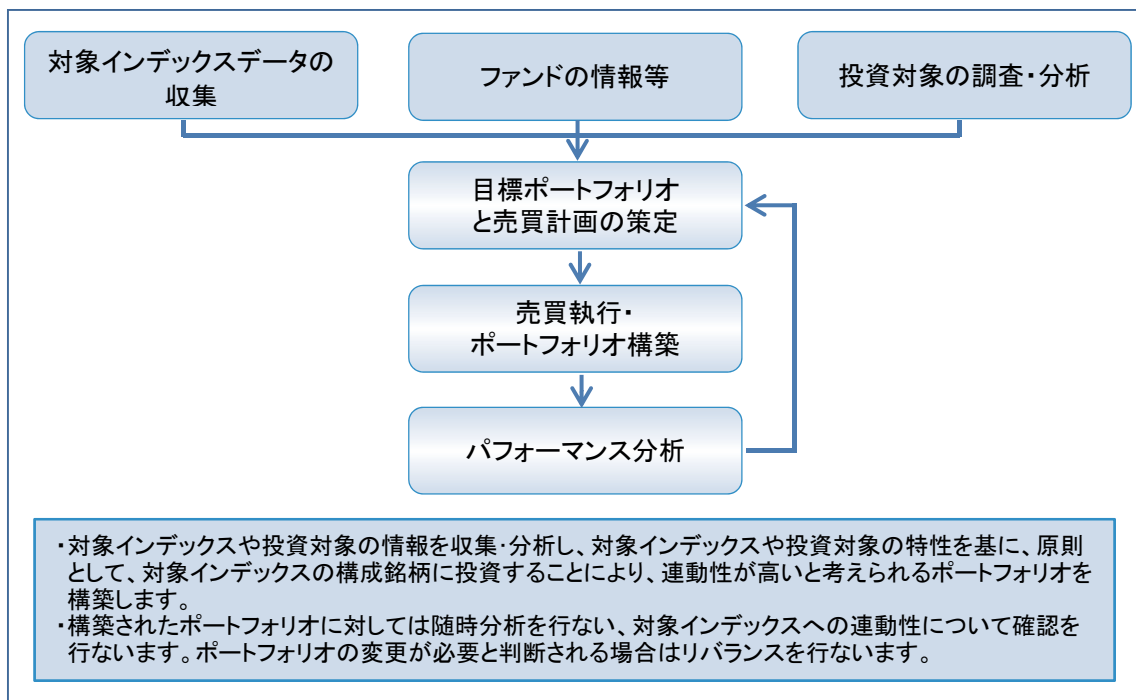 対象インデックスデータの
収集
ファンドの情報等
投資対象の調査・分析
目標ポートフォリオ
と売買計画の策定
売買執行・
ポートフォリオ構築
パフォーマンス分析
・対象インデックスや投資対象の情報を収集・分析し、対象インデックスや投資対象の特性を基に、原則
として、対象インデックスの構成銘柄に投資することにより、連動性が高いと考えられるポートフォリオを
構築します。
・構築されたポートフォリオに対しては随時分析を行ない、対象インデックスへの連動性について確認を
行ないます。ポートフォリオの変更が必要と判断される場合はリバランスを行ないます。